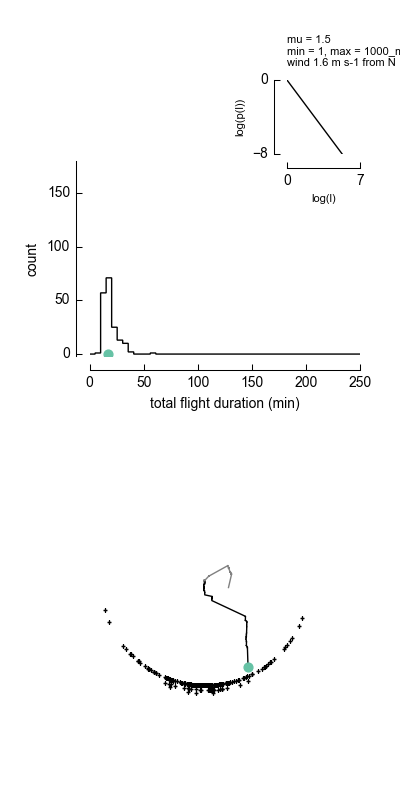 mu = 1.5
min = 1, max = 1000_m
wind 1.6 m s-1 from N
0
log(p(l))
−8
0 7
log(l)
150
100
count
50
0
0 50 100 150 200 250
total flight duration (min)